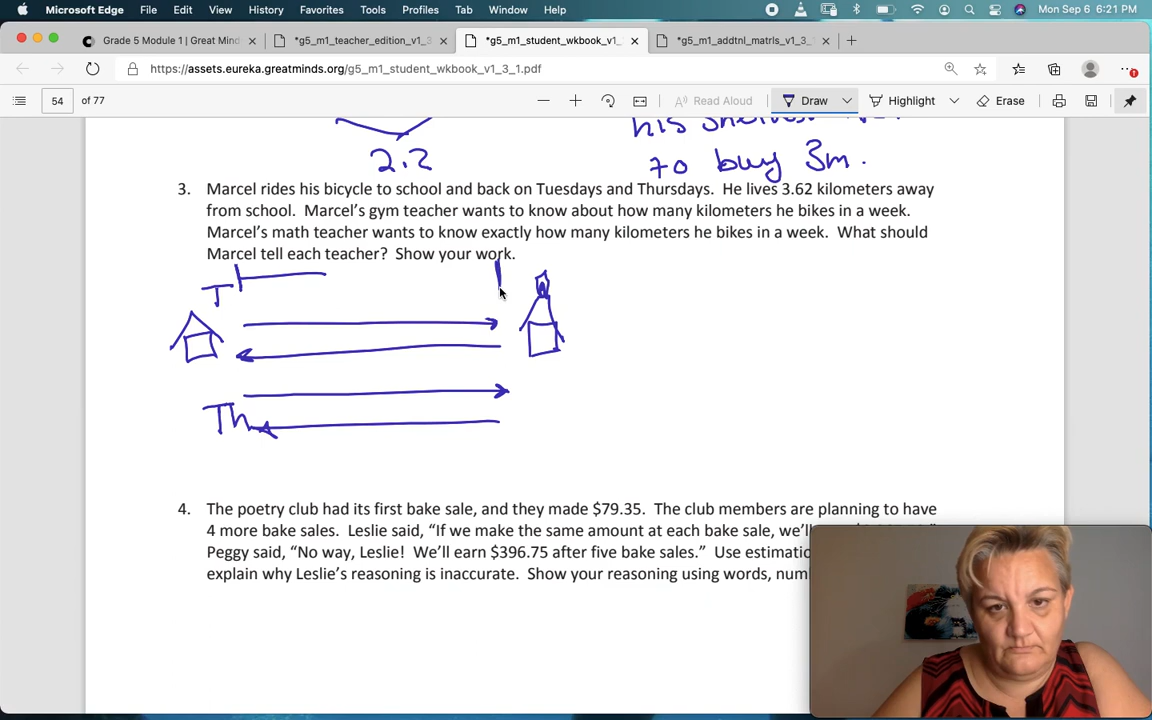 Microsoft Edge File Edit View History Favorites Tools Profiles Tab Window Help Mon Sep 6 6:21 PM
Grade 5 Module 1 | Great Mind *g5_m1_teacher_edition_v1_3 *g5_m1_student_wkbook_v1_ *g5_m1_addtnl_matrls_v1_3_
https://assets.eureka.greatminds.org/g5_m1_student_wkbook_v1_3_1.pdf
54 of 77 Read Aloud Draw Highlight Erase
his shelves.
2.2 to buy 3m.
3. Marcel rides his bicycle to school and back on Tuesdays and Thursdays. He lives 3.62 kilometers away
from school. Marcel's gym teacher wants to know about how many kilometers he bikes in a week.
Marcel's math teacher wants to know exactly how many kilometers he bikes in a week. What should
Marcel tell each teacher? Show your work.
T
Th
4. The poetry club had its first bake sale, and they made $79.35. The club members are planning to have
4 more bake sales. Leslie said, "If we make the same amount at each bake sale, we'll
Peggy said, "No way, Leslie! We'll earn $396.75 after five bake sales." Use estimatio
explain why Leslie's reasoning is inaccurate. Show your reasoning using words, num